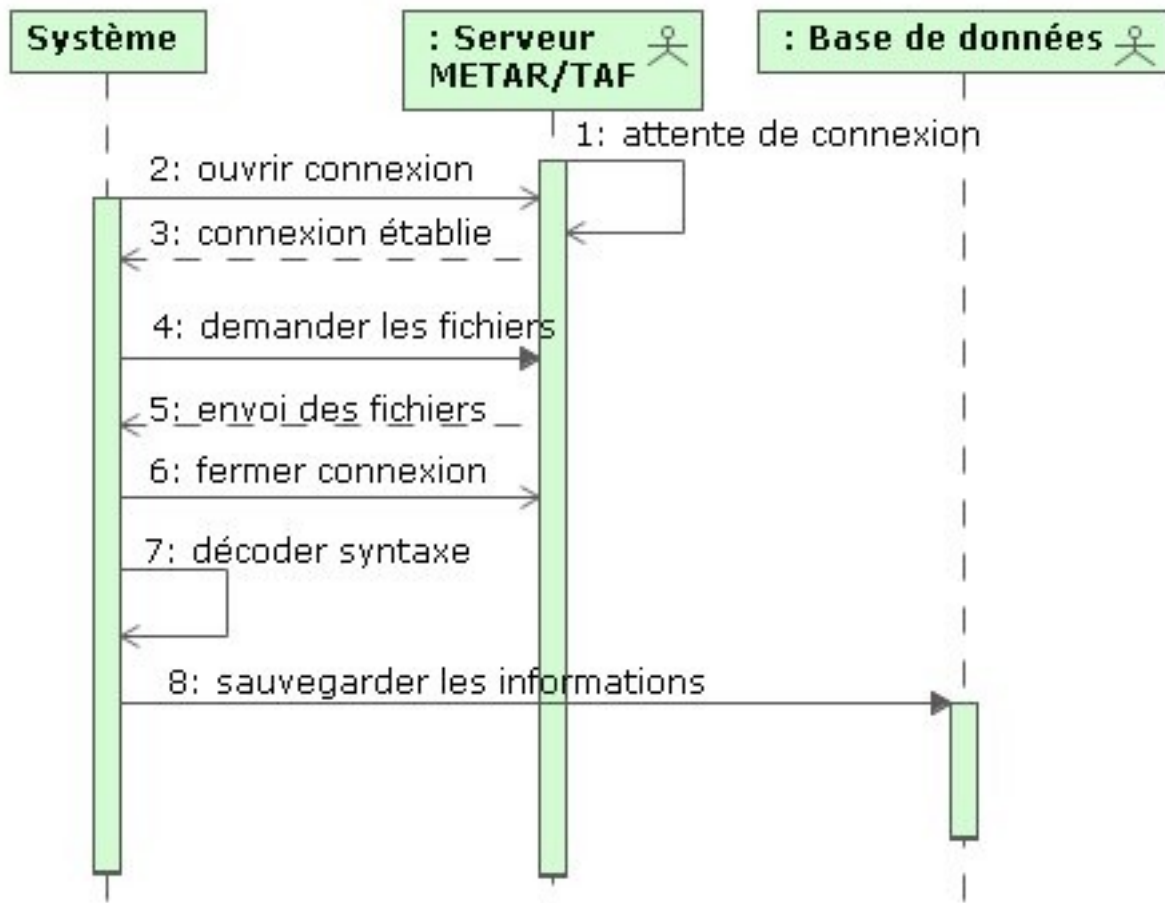 Système
: Serveur
METAR/TAF
: Base de données
1: attente de connexion
2: ouvrir connexion
3: connexion établie
4: demander les fichiers
5: envoi des fichiers
6: fermer connexion
7: décoder syntaxe
8: sauvegarder les informations